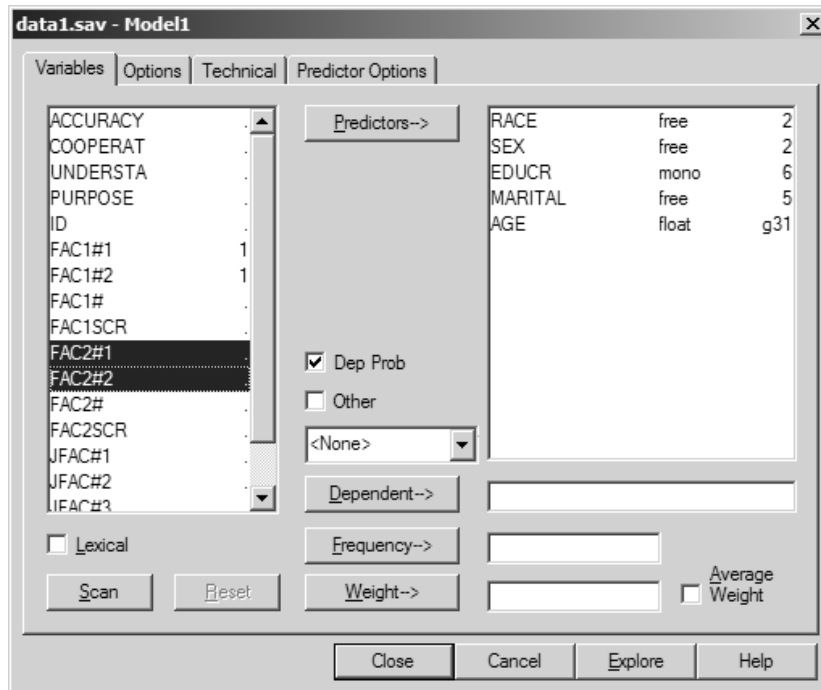 data1.sav - Model1
Variables Options Technical Predictor Options
ACCURACY .
COOPERAT .
UNDERSTA .
PURPOSE .
ID .
FAC1#1 1
FAC1#2 1
FAC1# .
FAC1SCR .
FAC2#1 .
FAC2#2 .
FAC2# .
FAC2SCR .
JFAC#1 .
JFAC#2 .
JFAC#3
Lexical
Scan Reset
Predictors-->
Dep Prob
Other
<None>
Dependent-->
Frequency-->
Weight-->
RACE free 2
SEX free 2
EDUCR mono 6
MARITAL free 5
AGE float g31
Average
Weight
Close Cancel Explore Help